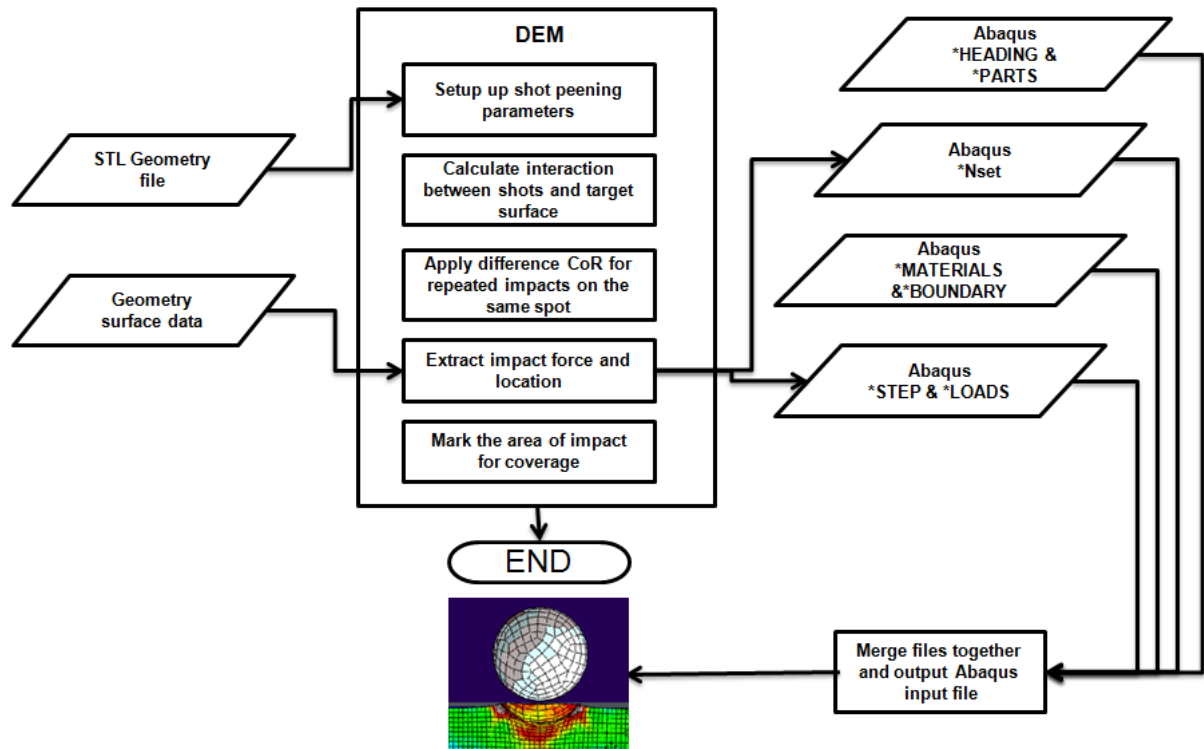 DEM
Setup up shot peening
parameters
Calculate interaction
between shots and target
surface
Apply difference CoR for
repeated impacts on the
same spot
Extract impact force and
location
Mark the area of impact
for coverage
STL Geometry
file
Geometry
surface data
Abaqus
*HEADING &
*PARTS
Abaqus
*Nset
Abaqus
*MATERIALS
&*BOUNDARY
Abaqus
*STEP & *LOADS
END
Merge files together
and output Abaqus
input file